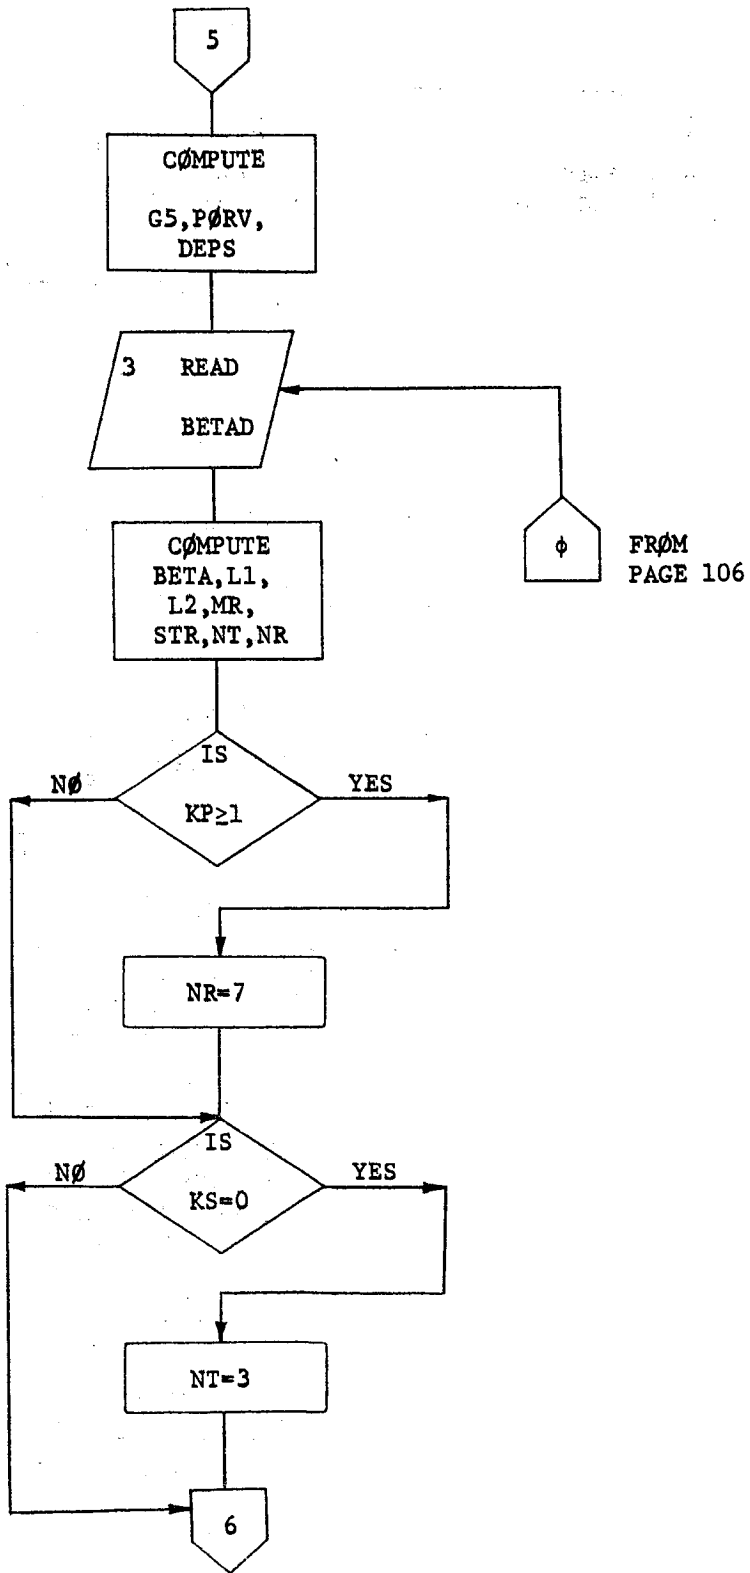 5
CØMPUTE
G5,PØRV,
DEPS
3 READ
BETAD
CØMPUTE
BETA,L1,
L2,MR,
STR,NT,NR
ϕ
FRØM
PAGE 106
IS
NØ
YES
KP≥1
NR=7
IS
NØ
YES
KS=0
NT=3
6